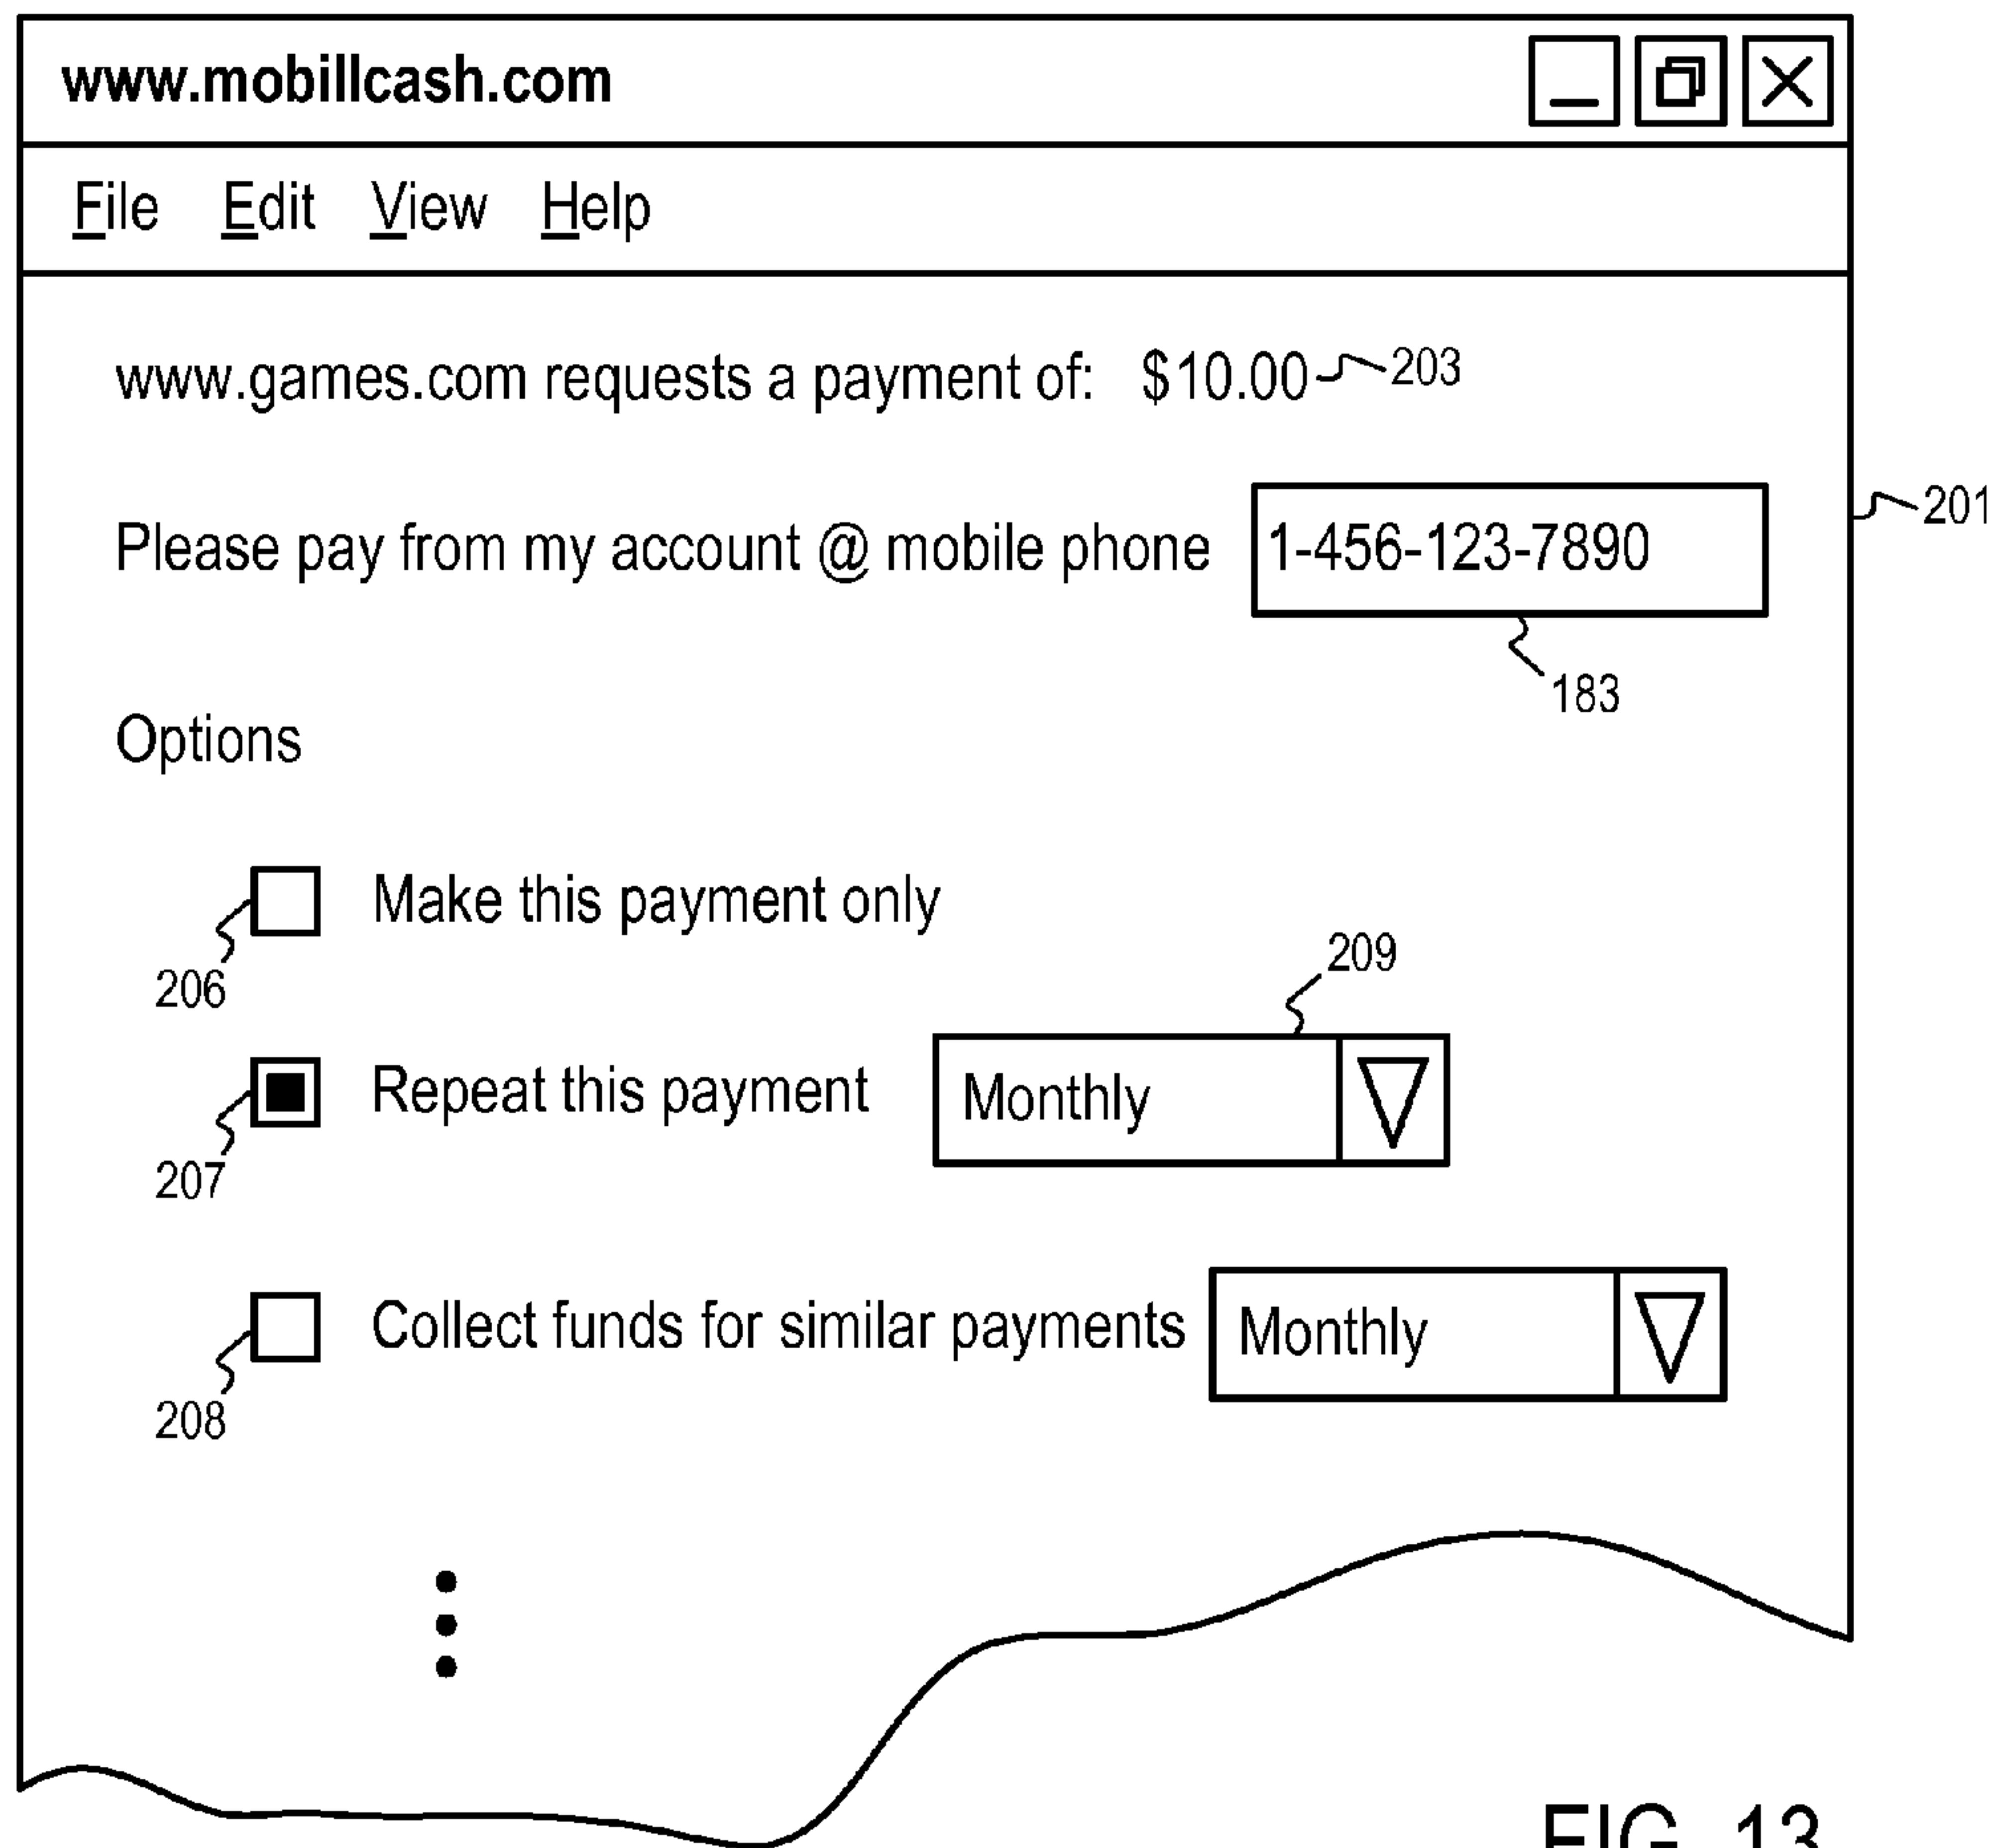 www.mobillcash.com
File Edit View Help
www.games.com requests a payment of: $10.00 203
201
Please pay from my account @ mobile phone 1-456-123-7890
183
Options
Make this payment only
206
209
Repeat this payment Monthly
207
Collect funds for similar payments Monthly
208
FIG. 13